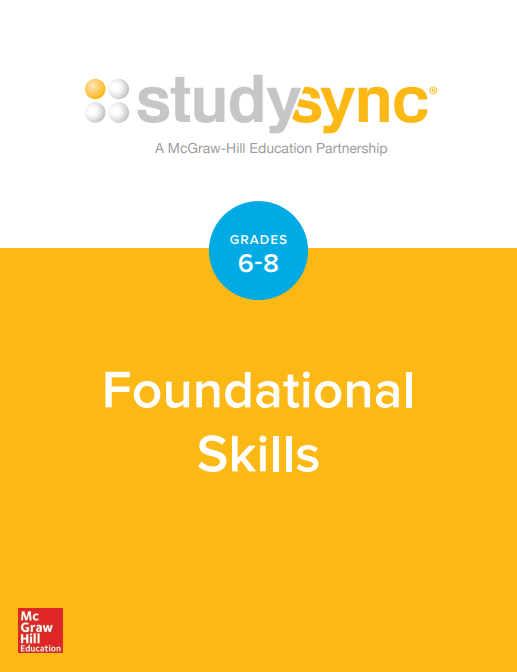 studysync®
A McGraw-Hill Education Partnership
GRADES
6-8
Foundational
Skills
Mc
Graw
Hill
Education